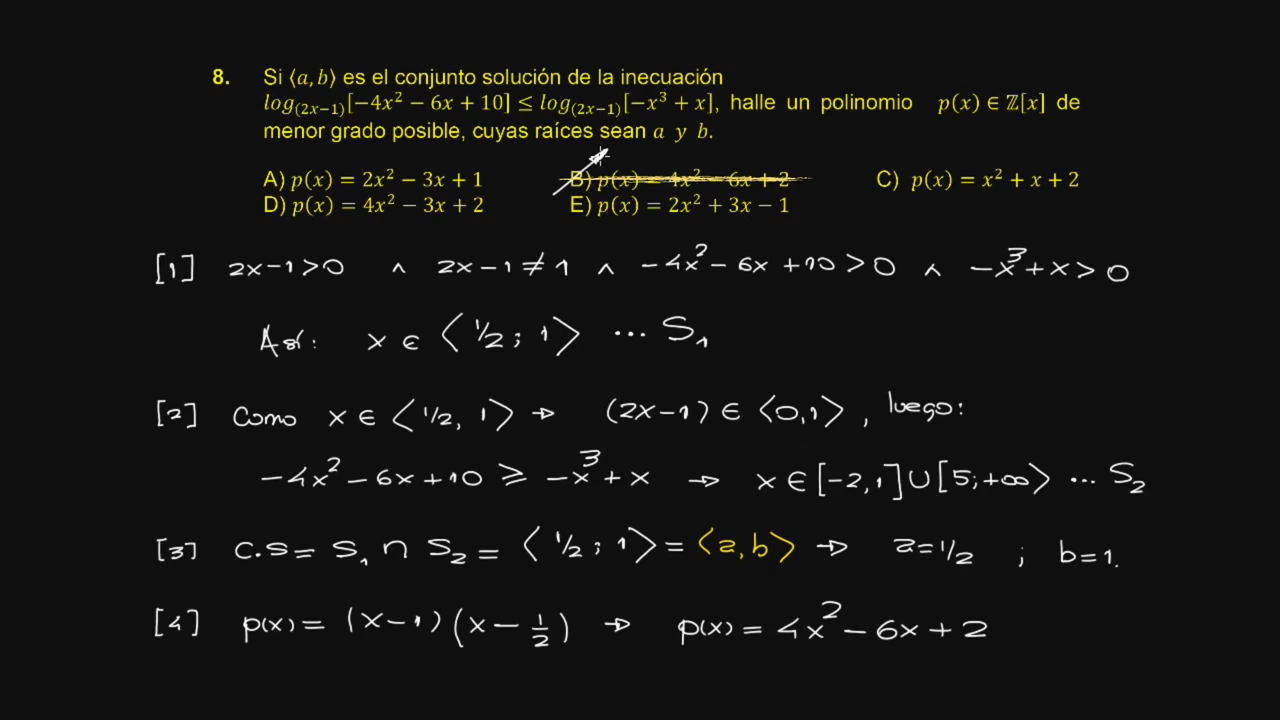 8. Si ⟨a, b⟩ es el conjunto solución de la inecuación
log₍₂ₓ₋₁₎[−4x² − 6x + 10] ≤ log₍₂ₓ₋₁₎[−x³ + x], halle un polinomio p(x) ∈ ℤ[x] de
menor grado posible, cuyas raíces sean a y b.
A) p(x) = 2x² − 3x + 1 B) p(x) = 4x² − 6x + 2 C) p(x) = x² + x + 2
D) p(x) = 4x² − 3x + 2 E) p(x) = 2x² + 3x − 1
[1] 2x−1>0 ∧ 2x−1≠1 ∧ −4x²−6x+10>0 ∧ −x³+x>0
Así: x ∈ ⟨1/2; 1⟩ ... S₁
[2] Como x ∈ ⟨1/2, 1⟩ → (2x−1) ∈ ⟨0,1⟩, luego:
−4x²−6x+10 ≥ −x³+x → x ∈ [−2,1] ∪ [5;+∞⟩ ... S₂
[3] C.S = S₁ ∩ S₂ = ⟨1/2; 1⟩ = ⟨a,b⟩ → a=1/2 ; b=1.
[4] p(x) = (x−1)(x − 1/2) → p(x) = 4x² − 6x + 2